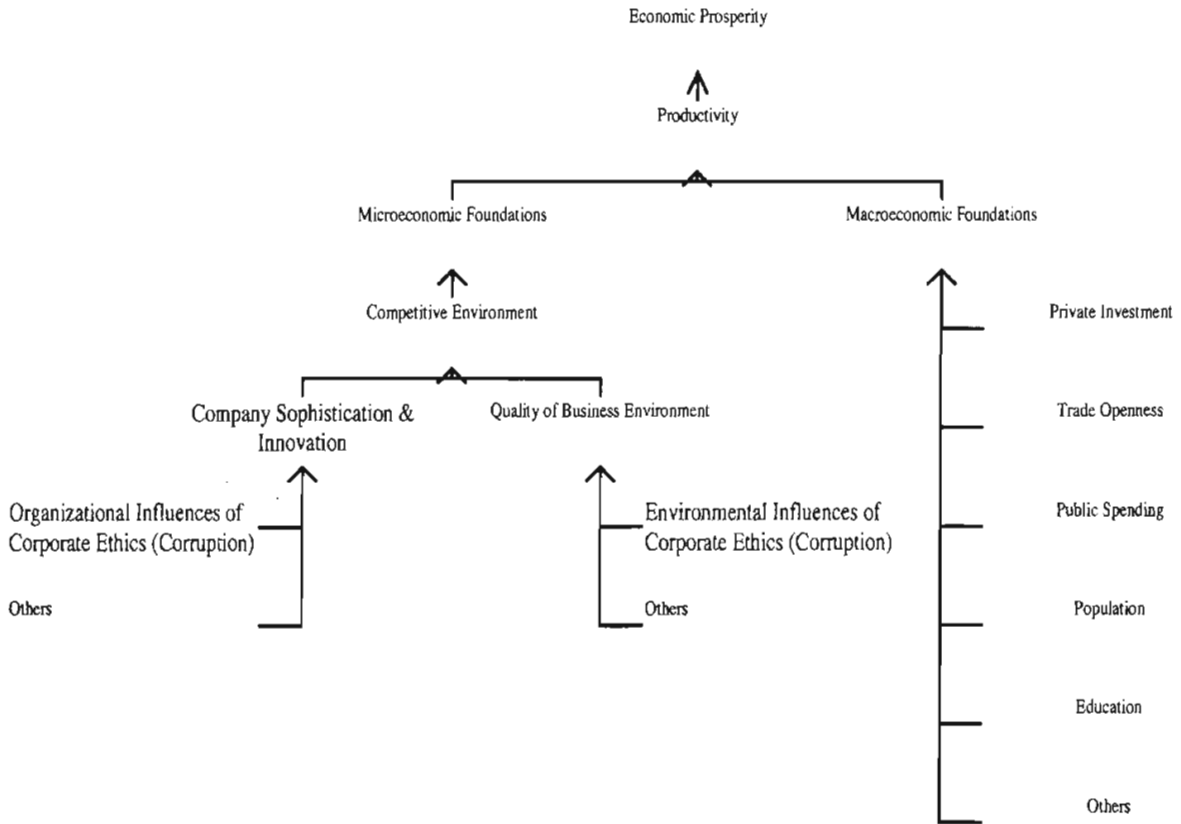 Economic Prosperity
Productivity
Microeconomic Foundations
Macroeconomic Foundations
Competitive Environment
Private Investment
Company Sophistication &
Innovation
Quality of Business Environment
Trade Openness
Organizational Influences of
Corporate Ethics (Corruption)
Environmental Influences of
Corporate Ethics (Corruption)
Public Spending
Others
Others
Population
Education
Others